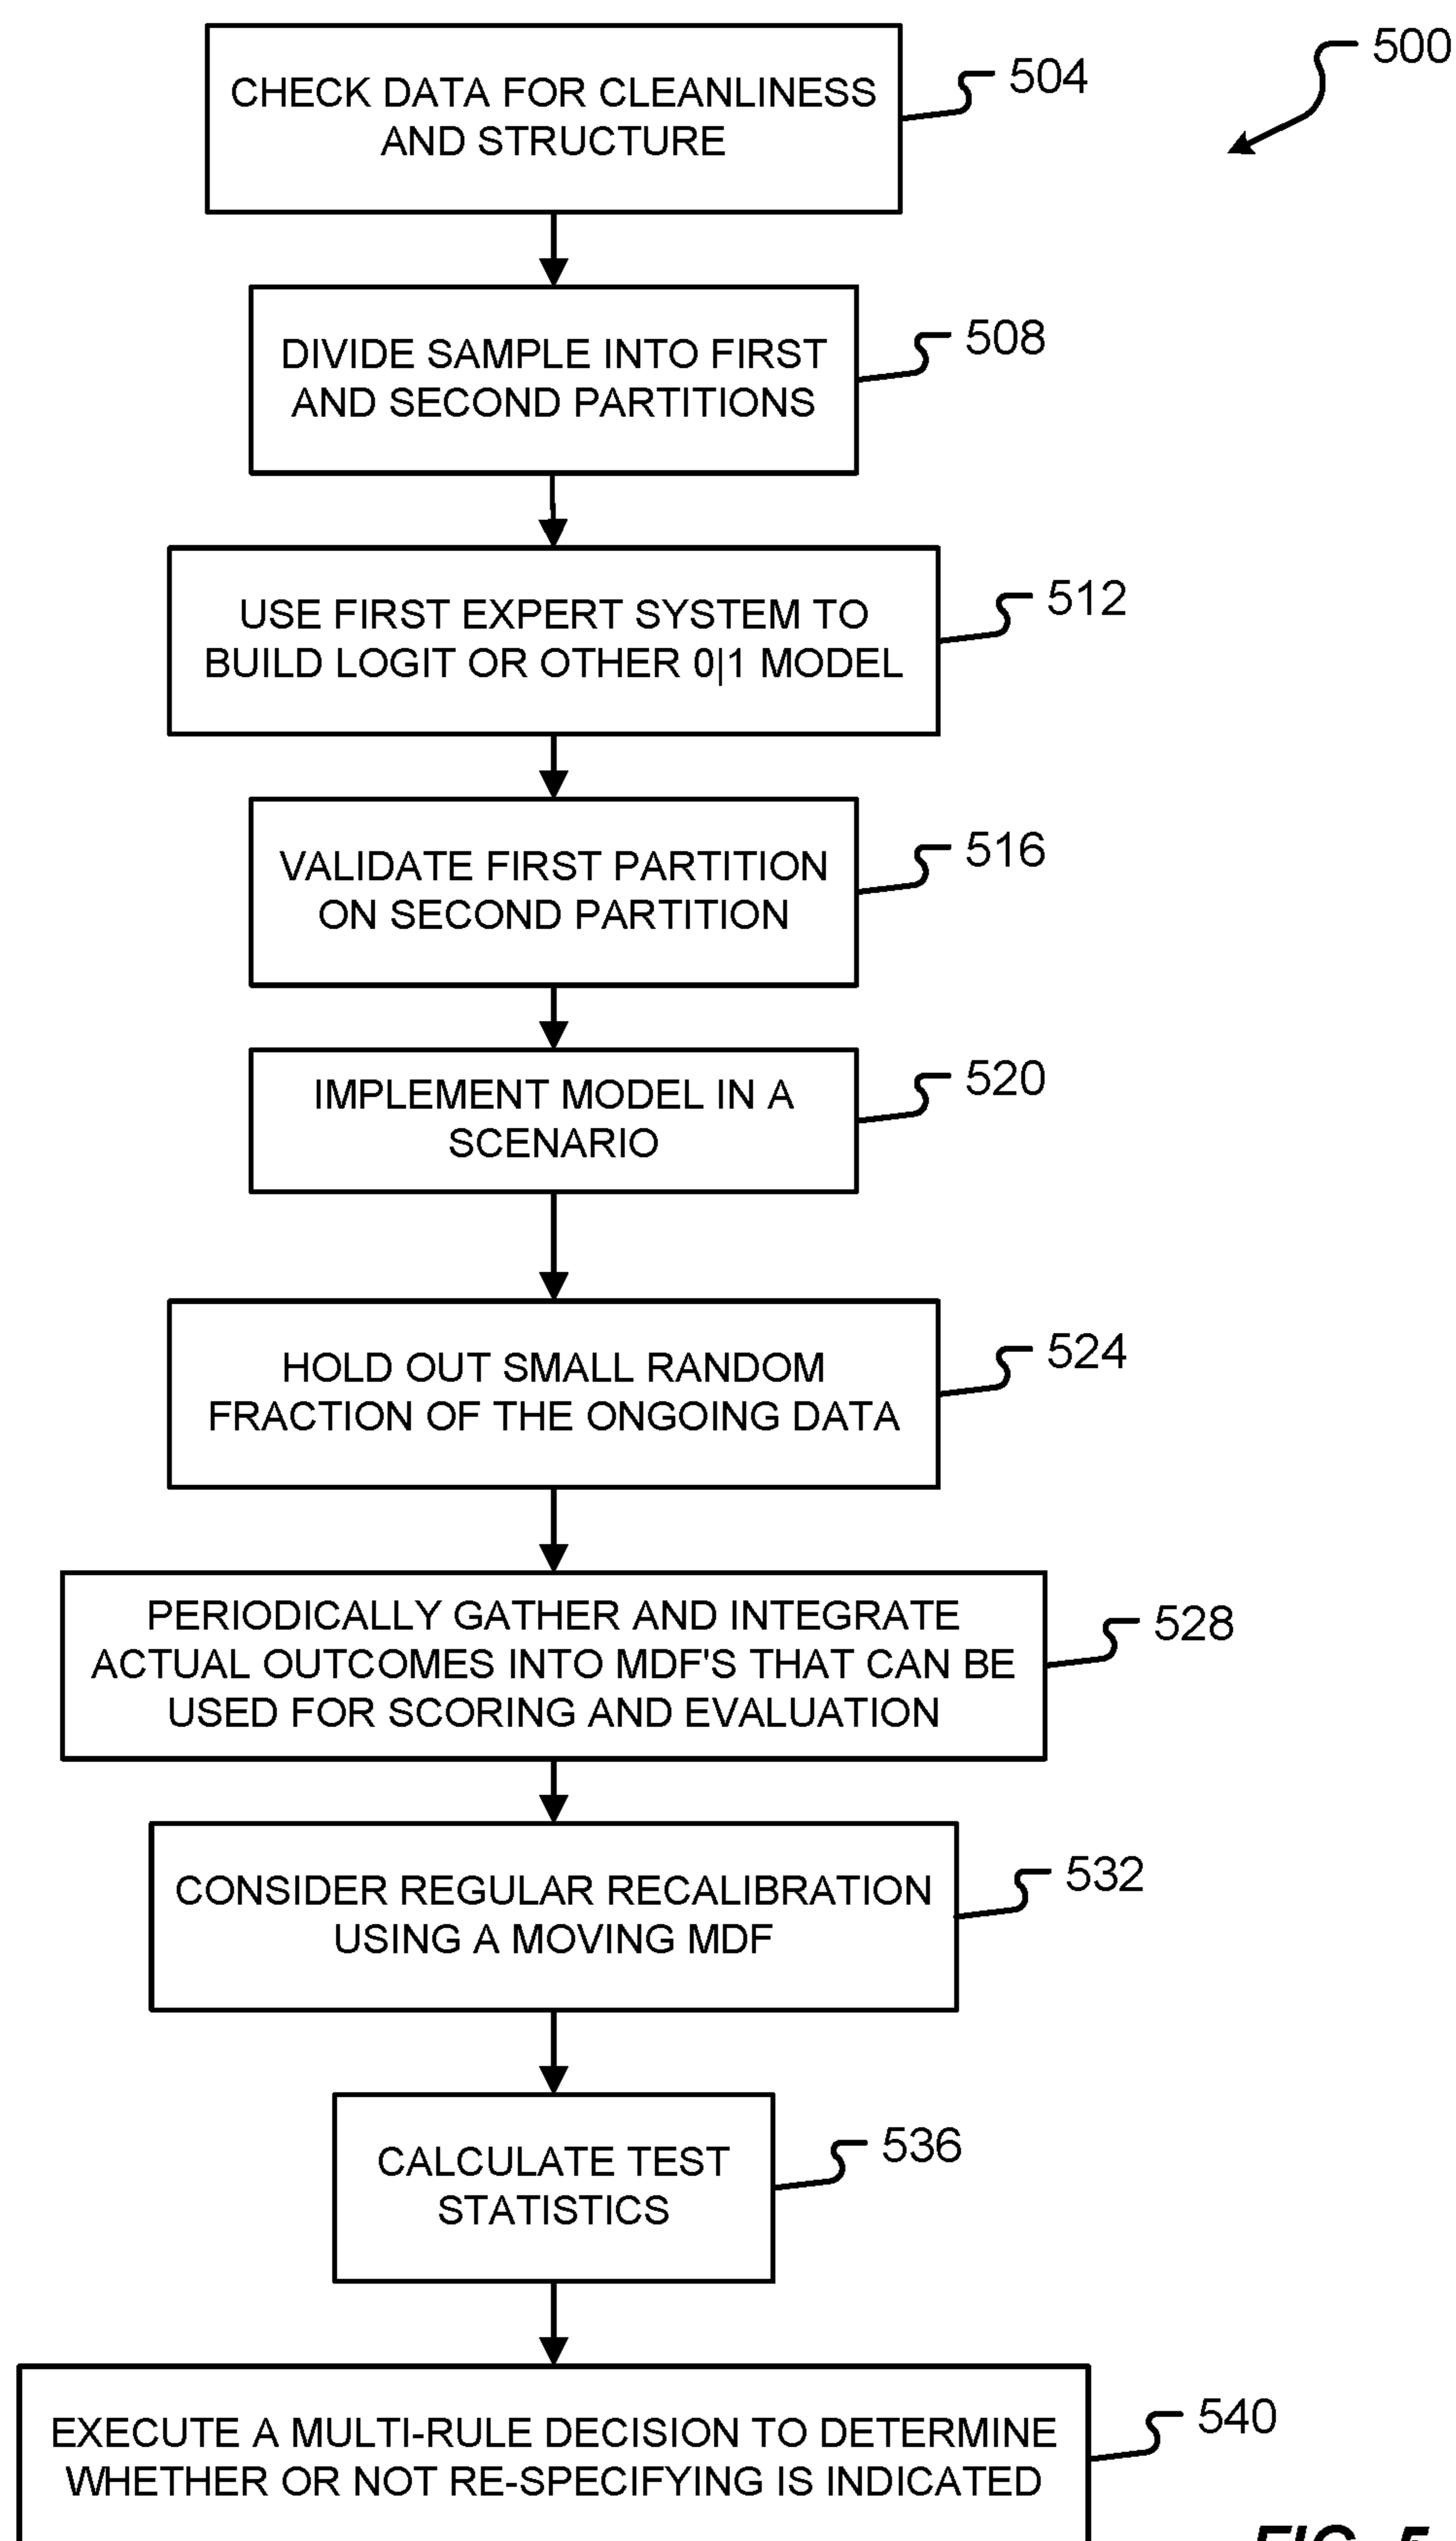 500
CHECK DATA FOR CLEANLINESS
AND STRUCTURE
504
DIVIDE SAMPLE INTO FIRST
AND SECOND PARTITIONS
508
USE FIRST EXPERT SYSTEM TO
BUILD LOGIT OR OTHER 0|1 MODEL
512
VALIDATE FIRST PARTITION
ON SECOND PARTITION
516
IMPLEMENT MODEL IN A
SCENARIO
520
HOLD OUT SMALL RANDOM
FRACTION OF THE ONGOING DATA
524
PERIODICALLY GATHER AND INTEGRATE
ACTUAL OUTCOMES INTO MDF'S THAT CAN BE
USED FOR SCORING AND EVALUATION
528
CONSIDER REGULAR RECALIBRATION
USING A MOVING MDF
532
CALCULATE TEST
STATISTICS
536
EXECUTE A MULTI-RULE DECISION TO DETERMINE
WHETHER OR NOT RE-SPECIFYING IS INDICATED
540
FIG. 5